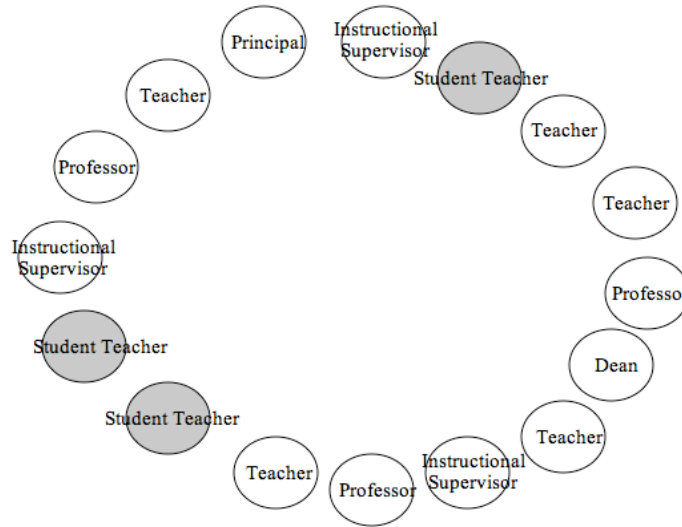 Principal
Instructional
Supervisor
Student Teacher
Teacher
Teacher
Teacher
Professor
Instructional
Supervisor
Professo
Student Teacher
Dean
Student Teacher
Teacher
Teacher
Instructional
Supervisor
Professor